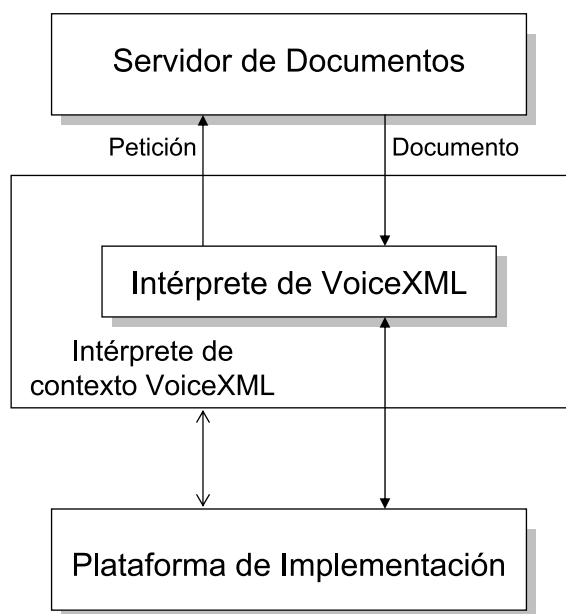 Servidor de Documentos
Petición
Documento
Intérprete de VoiceXML
Intérprete de
contexto VoiceXML
Plataforma de Implementación